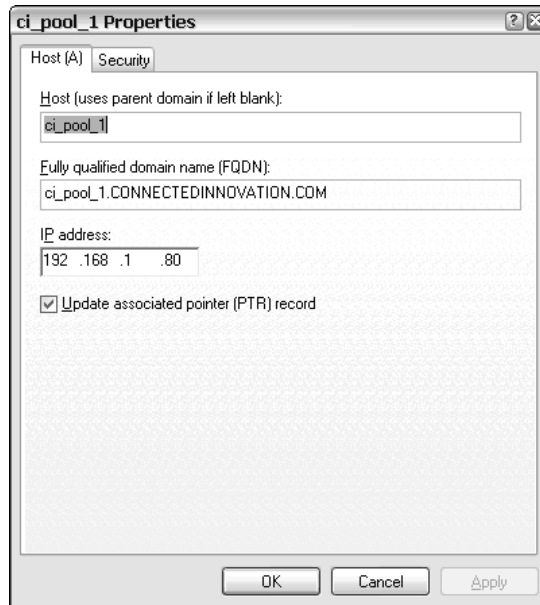 ci_pool_1 Properties
Host (A) Security
Host (uses parent domain if left blank):
ci_pool_1
Fully qualified domain name (FQDN):
ci_pool_1.CONNECTEDINNOVATION.COM
IP address:
192 .168 .1 .80
Update associated pointer (PTR) record
OK Cancel Apply